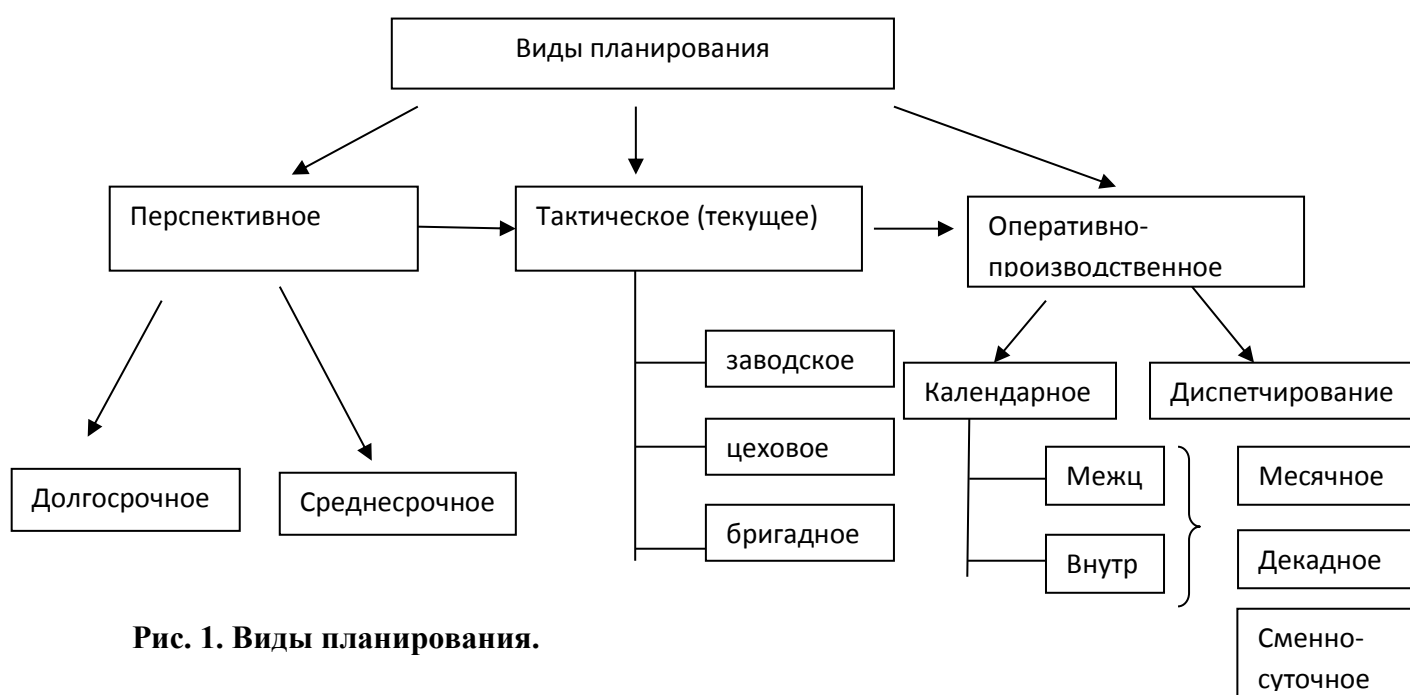 Виды планирования
Перспективное
Тактическое (текущее)
Оперативно-
производственное
заводское
Календарное
Диспетчирование
цеховое
Межц
Месячное
Долгосрочное
Среднесрочное
бригадное
Внутр
Декадное
Сменно-
суточное
Рис. 1. Виды планирования.